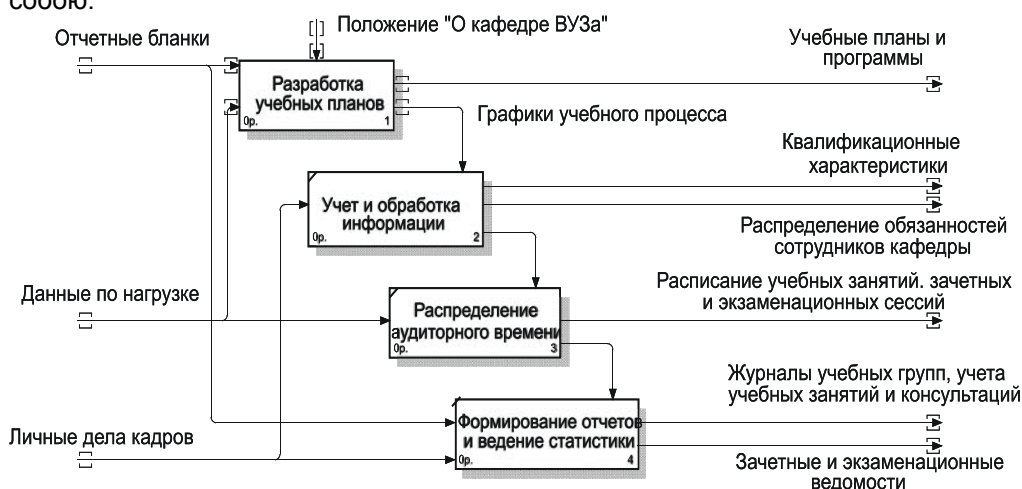 собою.
Положение "О кафедре ВУЗа"
Отчетные бланки
Учебные планы и
программы
Разработка
учебных планов
0р.
1
Графики учебного процесса
Квалификационные
характеристики
Учет и обработка
информации
0р.
2
Распределение обязанностей
сотрудников кафедры
Данные по нагрузке
Расписание учебных занятий. зачетных
и экзаменационных сессий
Распределение
аудиторного времени
0р.
3
Журналы учебных групп, учета
учебных занятий и консультаций
Личные дела кадров
Формирование отчетов
и ведение статистики
0р.
4
Зачетные и экзаменационные
ведомости